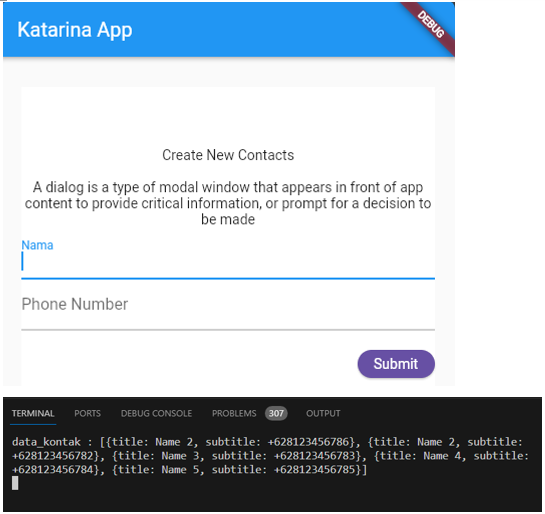 Katarina App
DEBUG
Create New Contacts
A dialog is a type of modal window that appears in front of app
content to provide critical information, or prompt for a decision to
be made
Nama
Phone Number
Submit
TERMINAL PORTS DEBUG CONSOLE PROBLEMS 307 OUTPUT
data_kontak : [{title: Name 2, subtitle: +628123456786}, {title: Name 2, subtitle:
+628123456782}, {title: Name 3, subtitle: +628123456783}, {title: Name 4, subtitle:
+628123456784}, {title: Name 5, subtitle: +628123456785}]